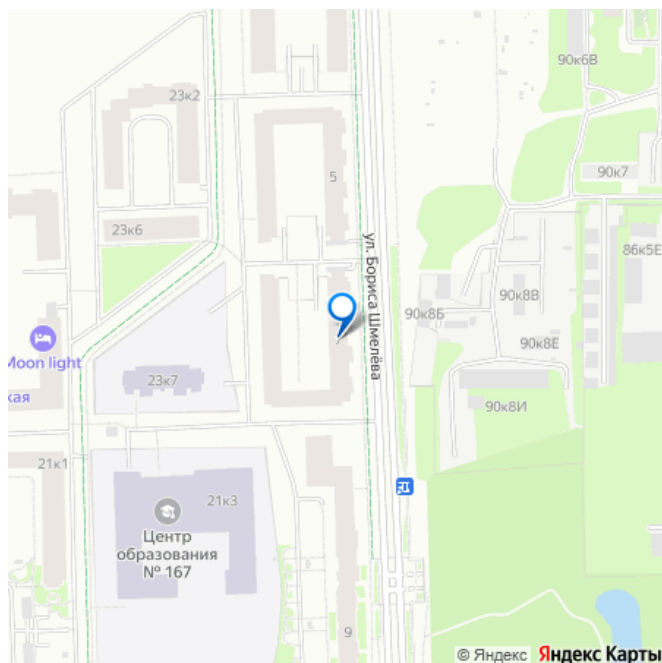 90к6В
23к2
90к7
5
23к6
ул. Бориса Шмелёва
86к5Е
90к8В
90к8Б
90к8Е
Moon light
23к7
кая
90к8И
21к1
21к3
Центр
образования
№ 167
9
© Яндекс Яндекс Карты